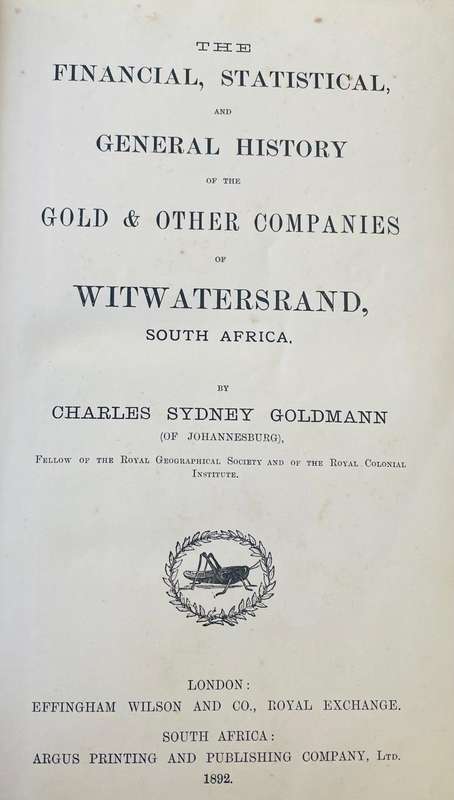 THE
FINANCIAL, STATISTICAL,
AND
GENERAL HISTORY
OF THE
GOLD & OTHER COMPANIES
OF
WITWATERSRAND,
SOUTH AFRICA.
BY
CHARLES SYDNEY GOLDMANN
(OF JOHANNESBURG),
FELLOW OF THE ROYAL GEOGRAPHICAL SOCIETY AND OF THE ROYAL COLONIAL
INSTITUTE.
LONDON:
EFFINGHAM WILSON AND CO., ROYAL EXCHANGE.
SOUTH AFRICA:
ARGUS PRINTING AND PUBLISHING COMPANY, LTD.
1892.